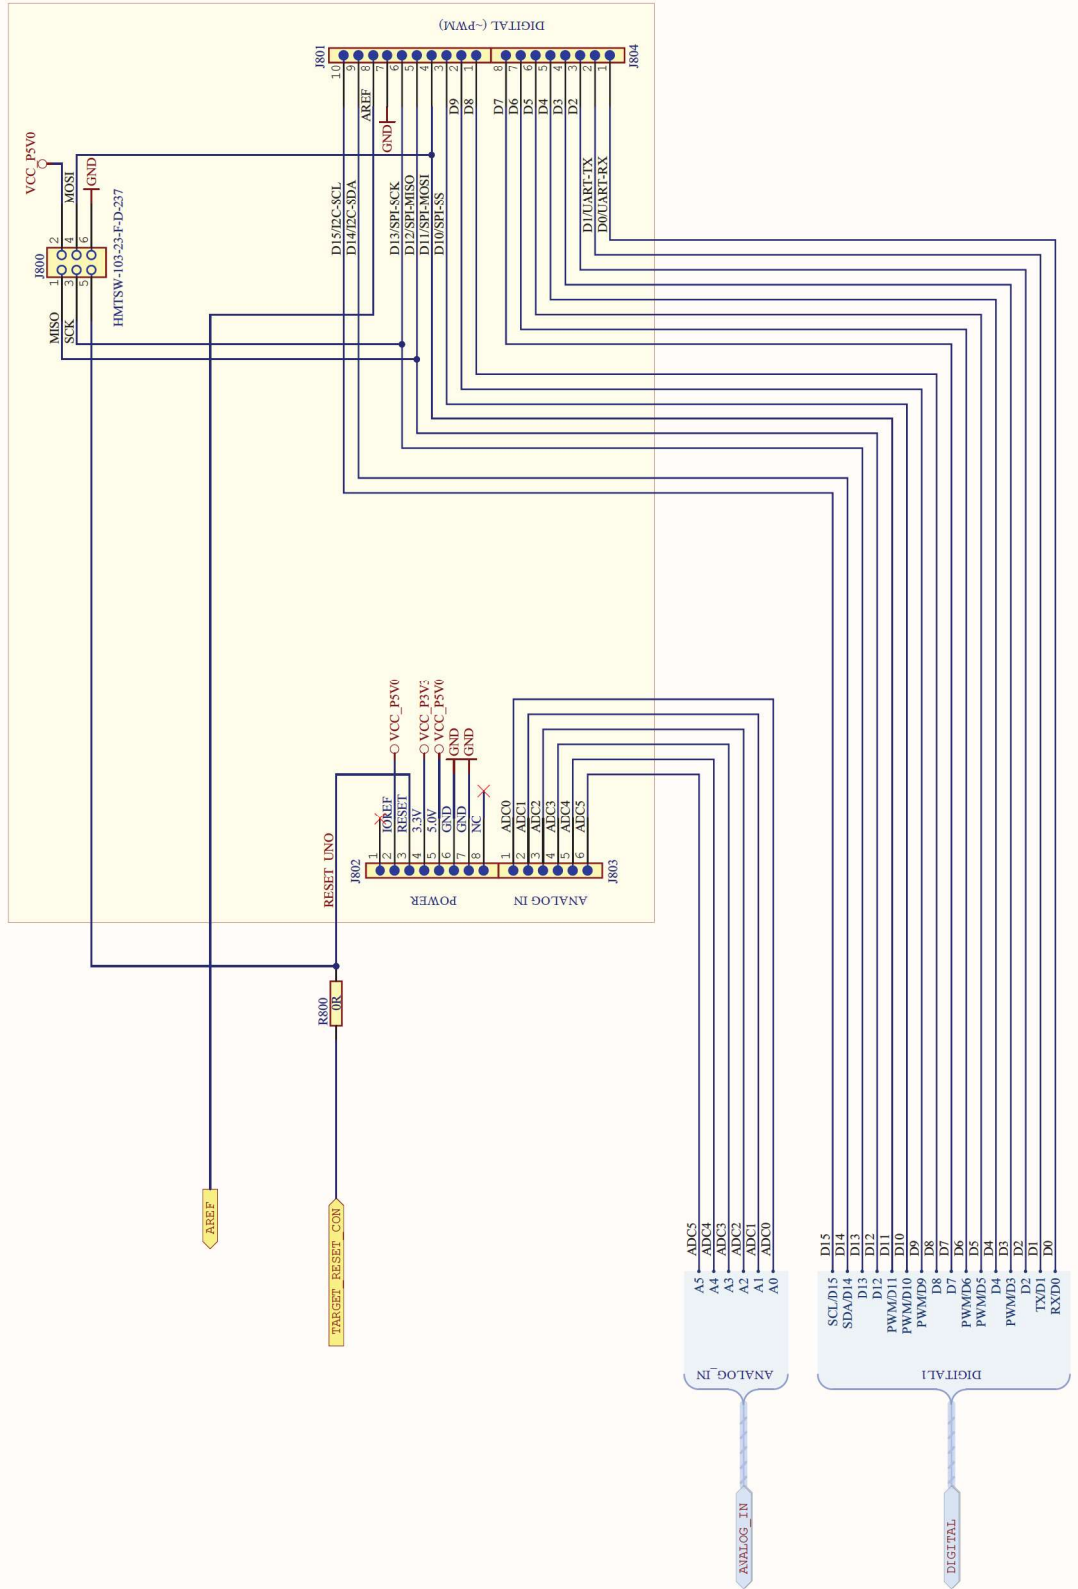 DIGITAL (~PWM)
J801
J804
10
9
8
7
6
5
4
3
2
1
8
7
6
5
4
3
2
1
AREF
GND
D9
D8
D7
D6
D5
D4
D3
D2
D15/I2C-SCL
D14/I2C-SDA
D13/SPI-SCK
D12/SPI-MISO
D11/SPI-MOSI
D10/SPI-SS
D1/UART-TX
D0/UART-RX
VCC_P5V0
MOSI
GND
2
4
6
J800
1
3
5
HMTSW-103-23-F-D-237
MISO
SCK
VCC_P5V0
VCC_P3V3
VCC_P5V0
GND
GND
IOREF
RESET
3.3V
5.0V
GND
GND
NC
RESET_UNO
J802
1
2
3
4
5
6
7
8
POWER
ADC0
ADC1
ADC2
ADC3
ADC4
ADC5
1
2
3
4
5
6
J803
ANALOG IN
R800
0R
AREF
TARGET_RESET_CON
ADC5
ADC4
ADC3
ADC2
ADC1
ADC0
A5
A4
A3
A2
A1
A0
ANALOG_IN
ANALOG_IN
D15
D14
D13
D12
D11
D10
D9
D8
D7
D6
D5
D4
D3
D2
D1
D0
SCL/D15
SDA/D14
D13
D12
PWM/D11
PWM/D10
PWM/D9
D8
D7
PWM/D6
PWM/D5
D4
PWM/D3
D2
TX/D1
RX/D0
DIGITAL1
DIGITAL